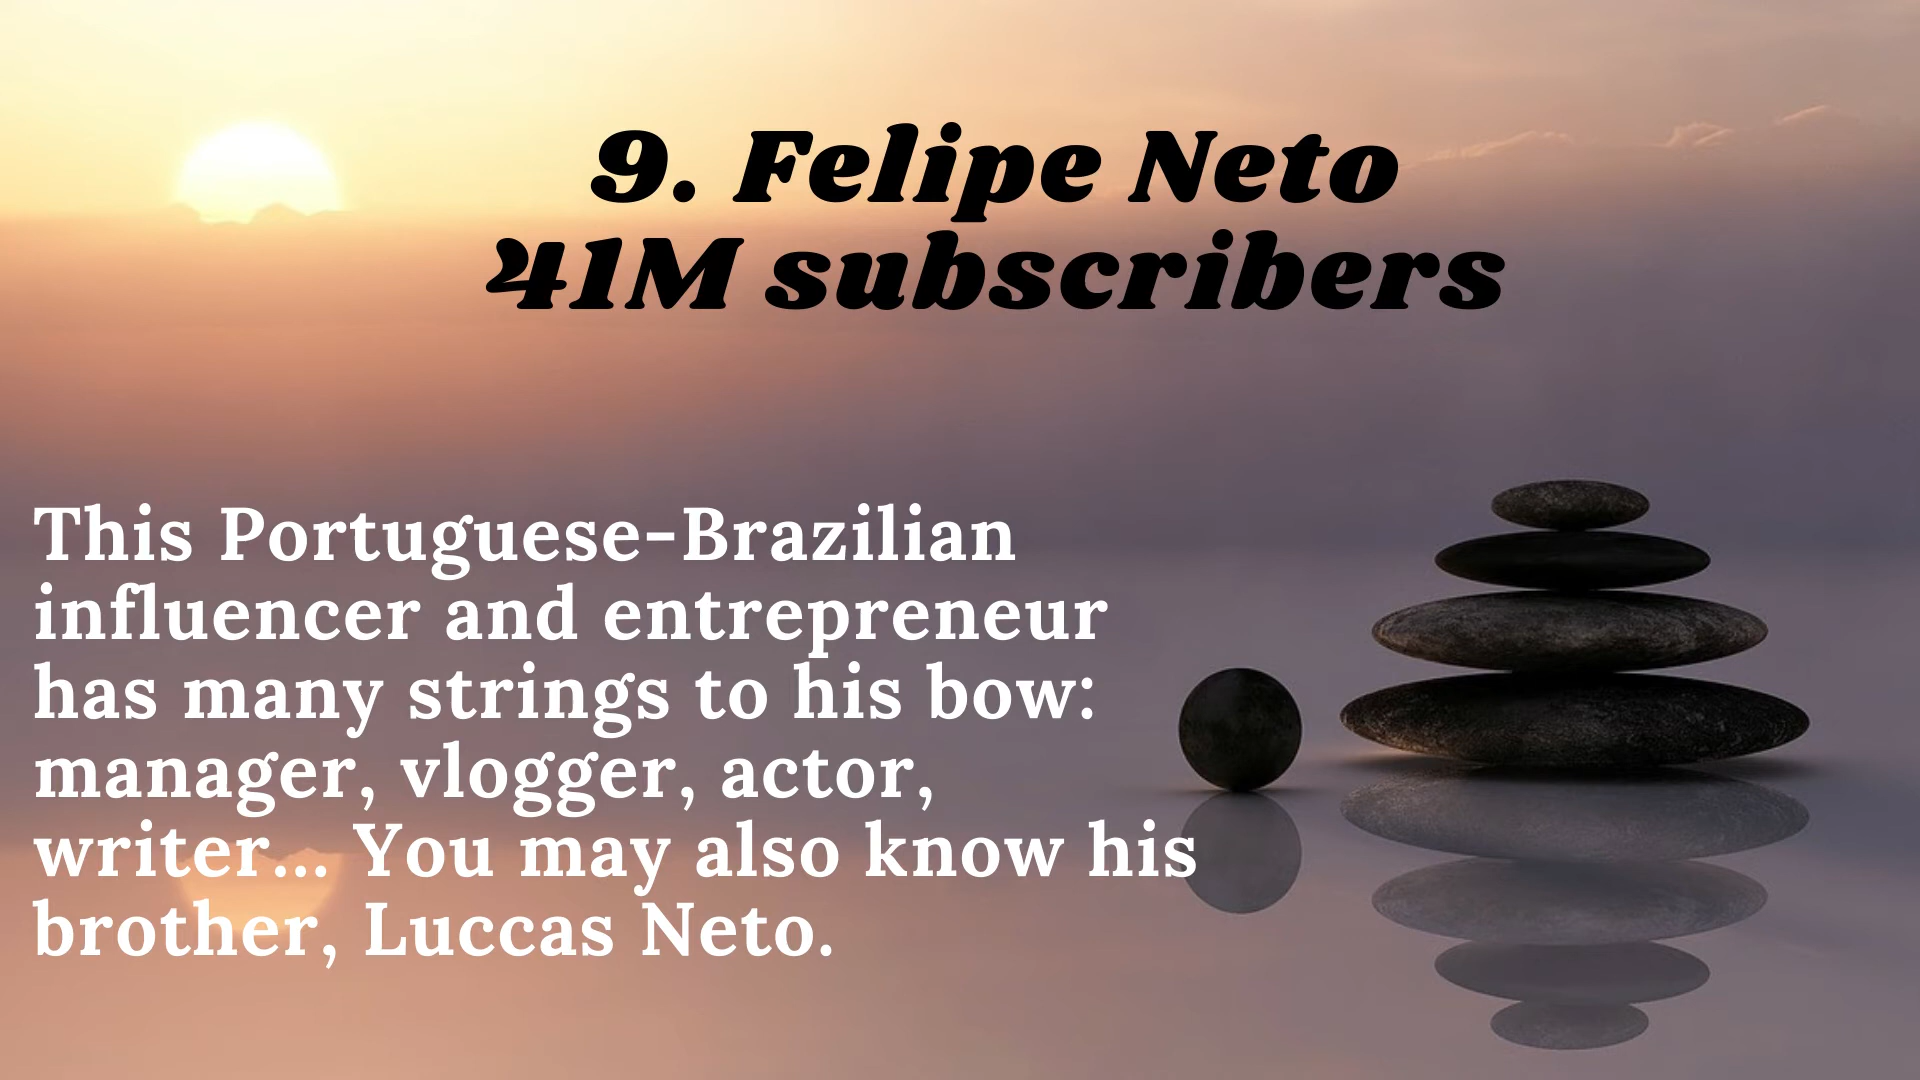 9. Felipe Neto
41M subscribers
This Portuguese-Brazilian
influencer and entrepreneur
has many strings to his bow:
manager, vlogger, actor,
writer... You may also know his
brother, Luccas Neto.